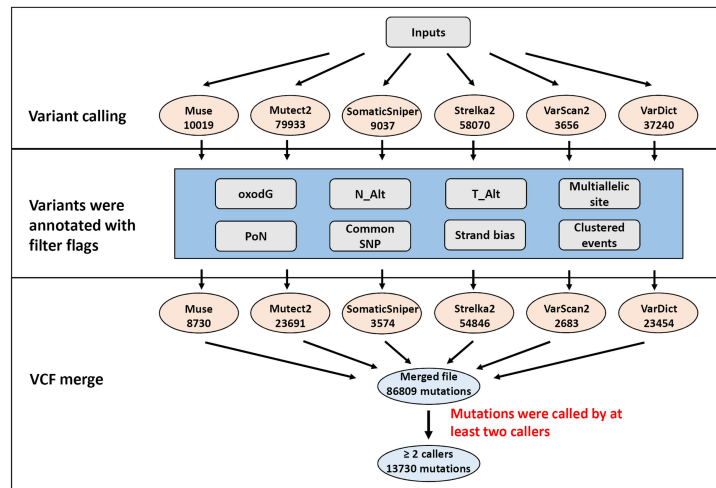 Inputs
Variant calling
Muse
10019
Mutect2
79933
SomaticSniper
9037
Strelka2
58070
VarScan2
3656
VarDict
37240
Variants were
annotated with
filter flags
oxodG
N_Alt
T_Alt
Multiallelic
site
PoN
Common
SNP
Strand bias
Clustered
events
VCF merge
Muse
8730
Mutect2
23691
SomaticSniper
3574
Strelka2
54846
VarScan2
2683
VarDict
23454
Merged file
86809 mutations
Mutations were called by at
least two callers
≥ 2 callers
13730 mutations